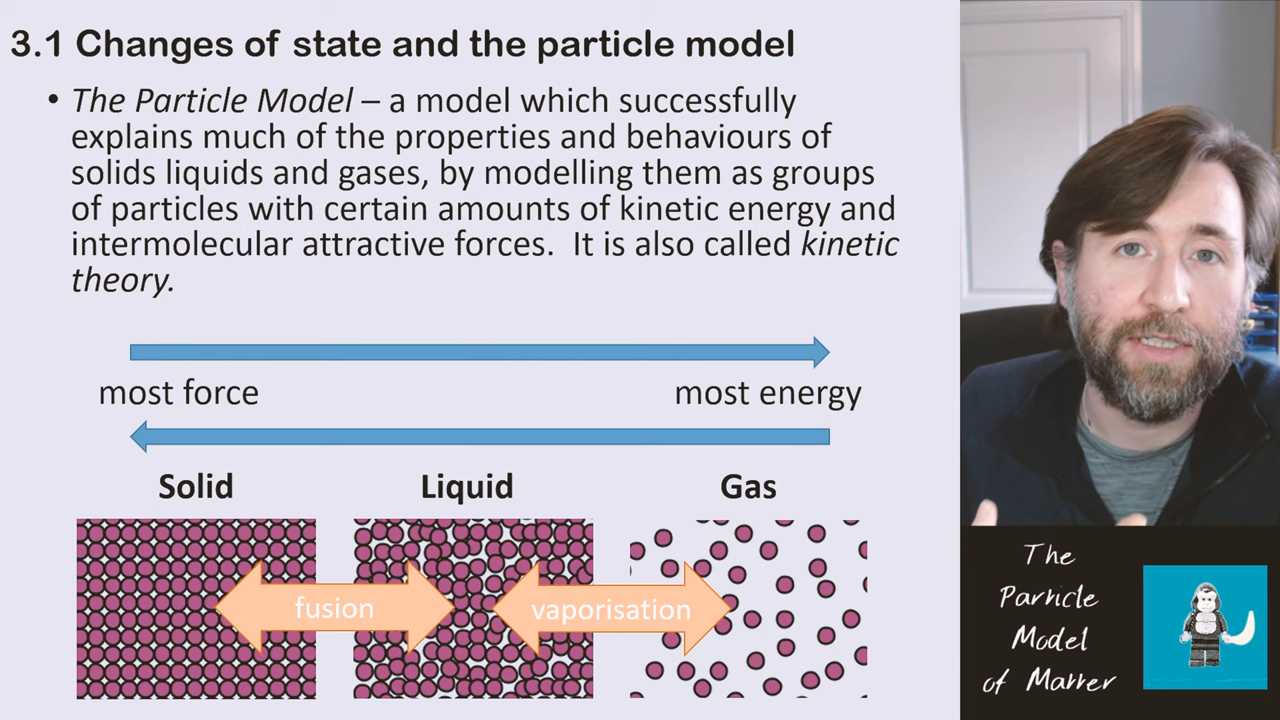 3.1 Changes of state and the particle model
• The Particle Model – a model which successfully
explains much of the properties and behaviours of
solids liquids and gases, by modelling them as groups
of particles with certain amounts of kinetic energy and
intermolecular attractive forces. It is also called kinetic
theory.
most force
most energy
Solid
Liquid
Gas
fusion
vaporisation
The
Particle
Model
of Matter